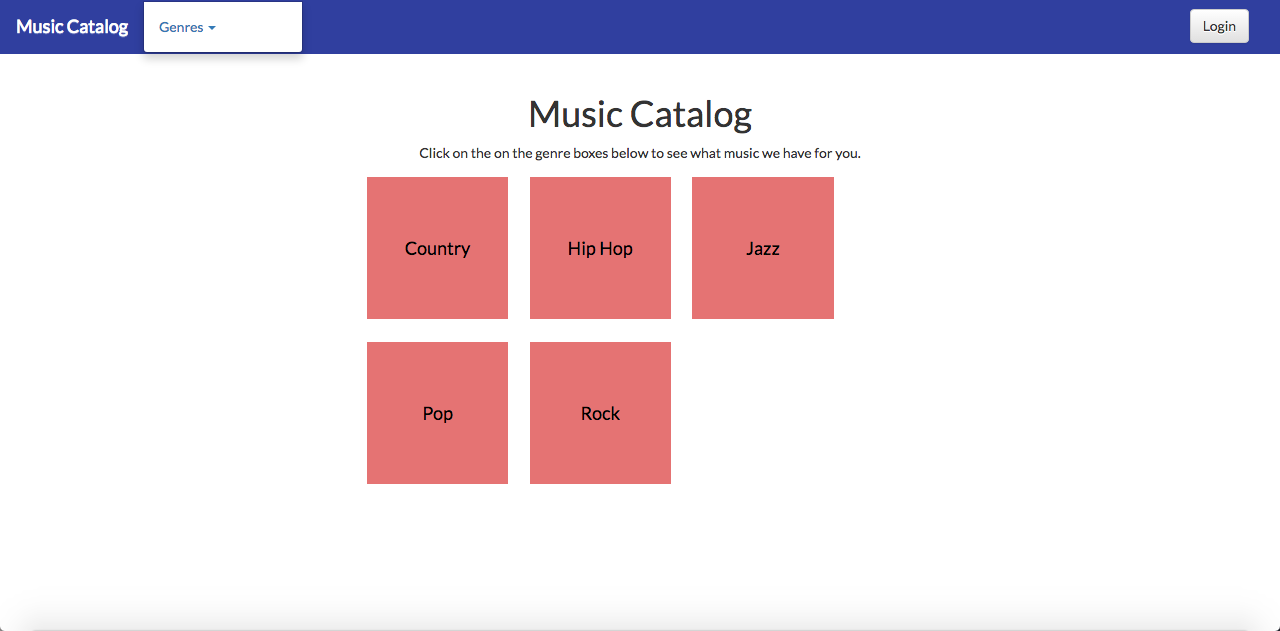 Music Catalog Genres Login
Music Catalog
Click on the on the genre boxes below to see what music we have for you.
Country Hip Hop Jazz
Pop Rock